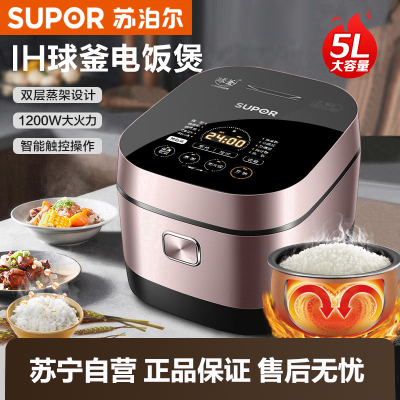 SUPOR 苏泊尔
IH球釜电饭煲
双层蒸架设计
1200W大火力
智能触控操作
5L
大容量
球釜
SUPOR
24:00
苏宁自营 正品保证 售后无忧